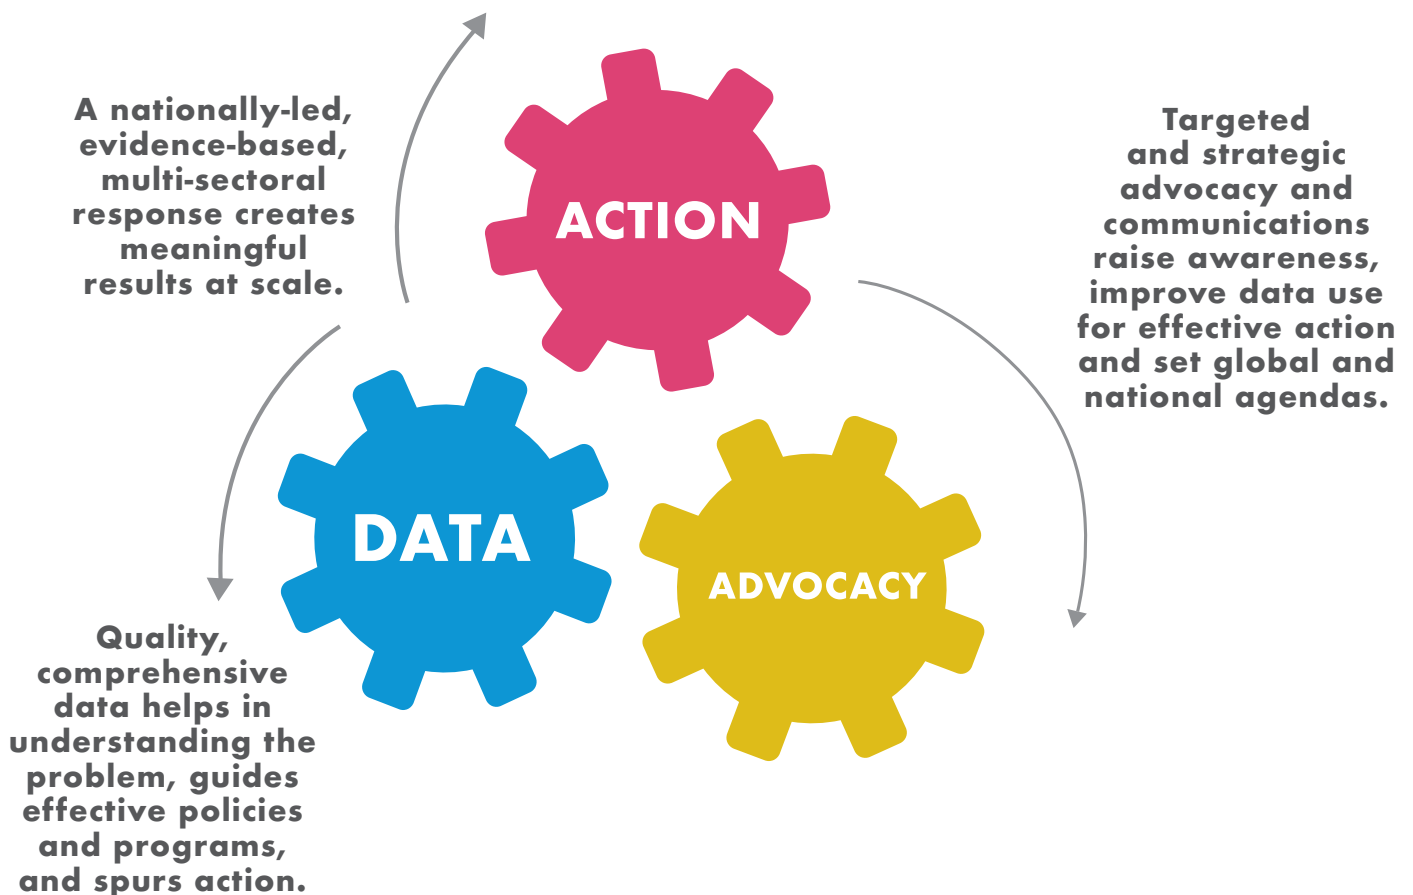 A nationally-led,
evidence-based,
multi-sectoral
response creates
meaningful
results at scale.
ACTION
Targeted
and strategic
advocacy and
communications
raise awareness,
improve data use
for effective action
and set global and
national agendas.
DATA
ADVOCACY
Quality,
comprehensive
data helps in
understanding the
problem, guides
effective policies
and programs,
and spurs action.